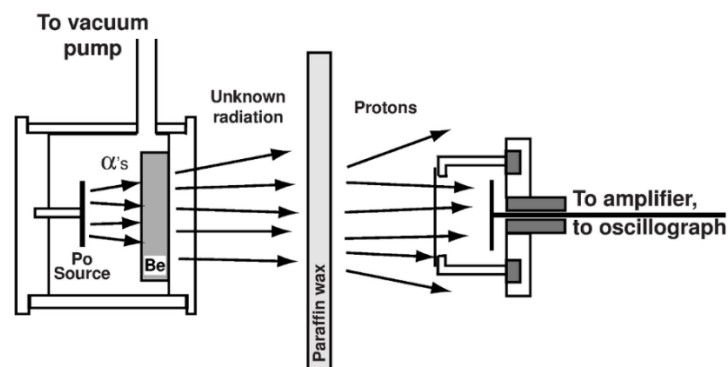 To vacuum
pump
Unknown
radiation
Protons
α's
Po
Source
Be
Paraffin wax
To amplifier,
to oscillograph